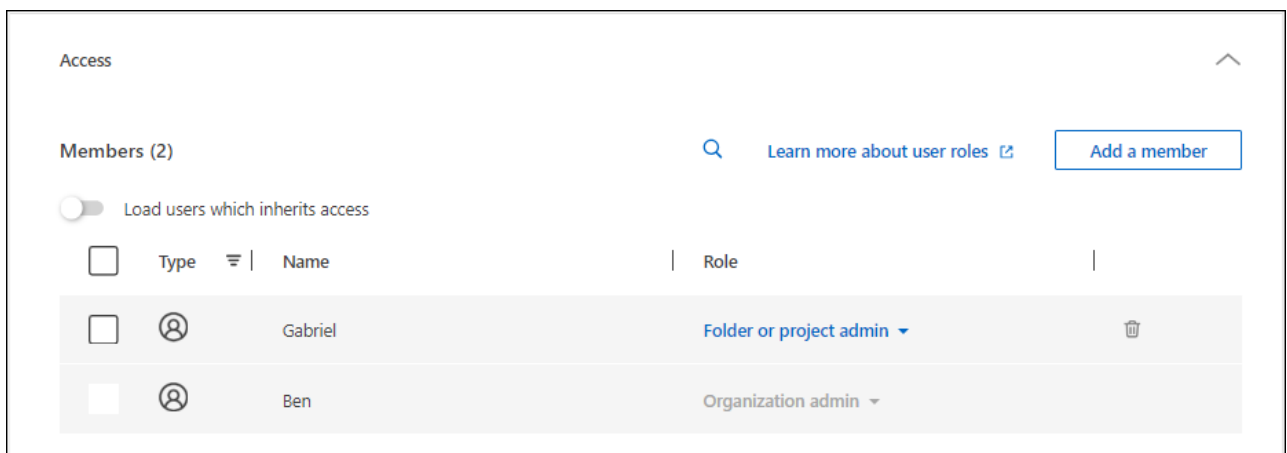 Access
Members (2)
Learn more about user roles
Add a member
Load users which inherits access
Type Name Role
Gabriel Folder or project admin
Ben Organization admin